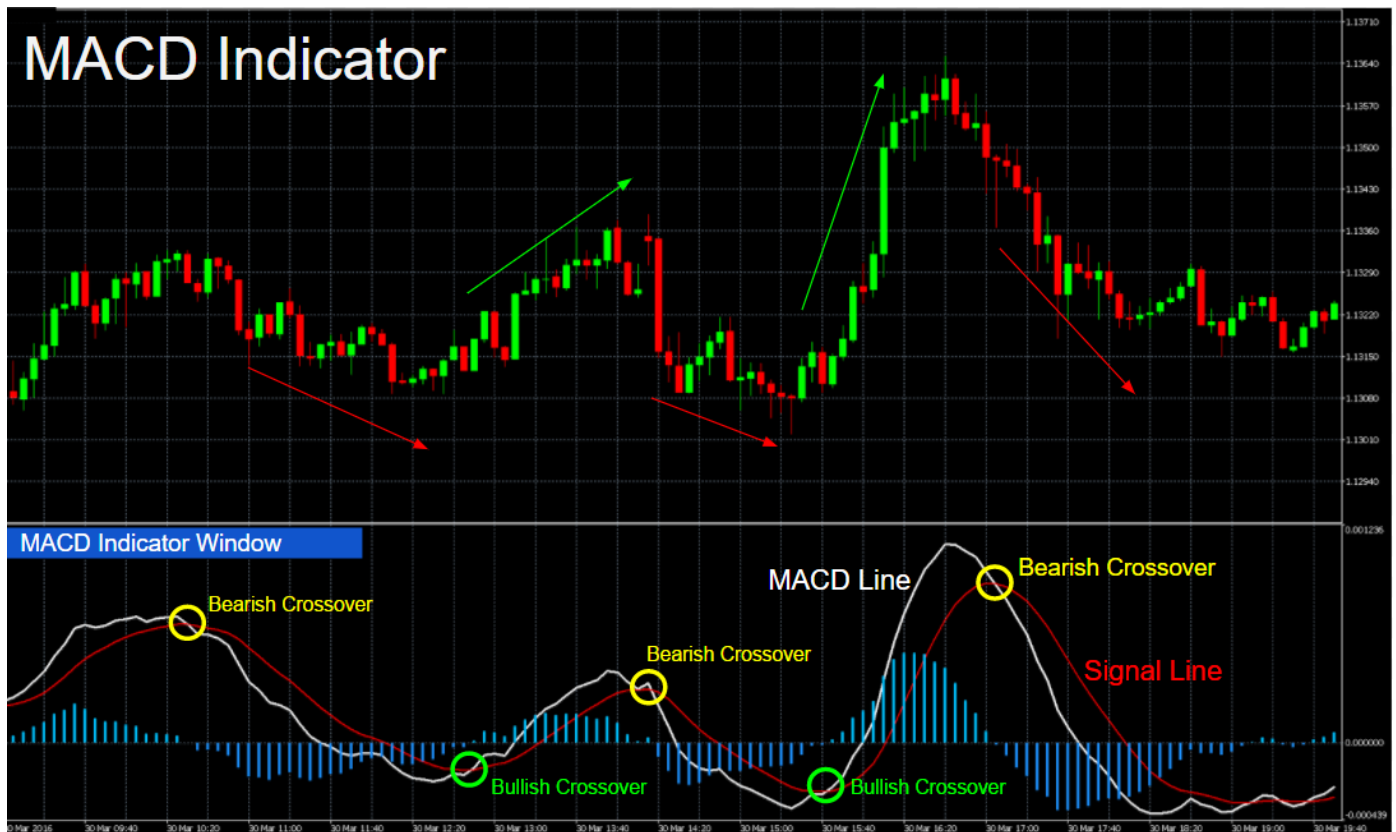 MACD Indicator
1.13710
1.13640
1.13570
1.13500
1.13430
1.13360
1.13290
1.13220
1.13150
1.13080
1.13010
1.12940
MACD Indicator Window
0.001236
MACD Line
Bearish Crossover
Bearish Crossover
Bearish Crossover
Signal Line
0.000000
Bullish Crossover
Bullish Crossover
-0.000439
0 Mar 2016 30 Mar 09:40 30 Mar 10:20 30 Mar 11:00 30 Mar 11:40 30 Mar 12:20 30 Mar 13:00 30 Mar 13:40 30 Mar 14:20 30 Mar 15:00 30 Mar 15:40 30 Mar 16:20 30 Mar 17:00 30 Mar 17:40 30 Mar 18:20 30 Mar 19:00 30 Mar 19:40